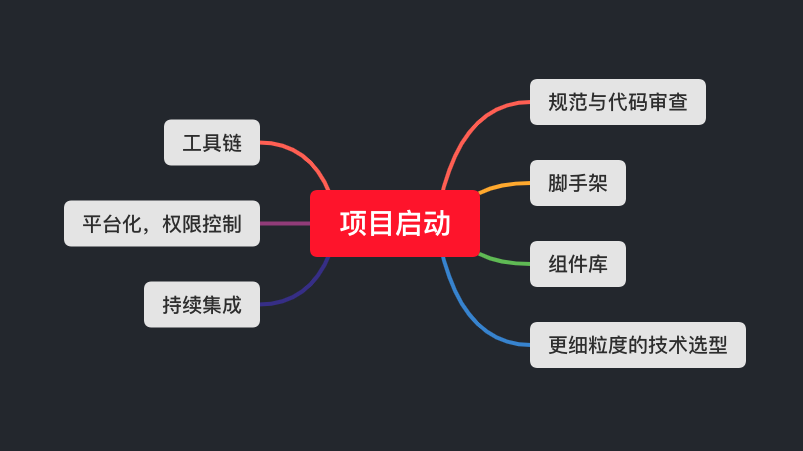 项目启动
规范与代码审查
脚手架
组件库
更细粒度的技术选型
工具链
平台化，权限控制
持续集成